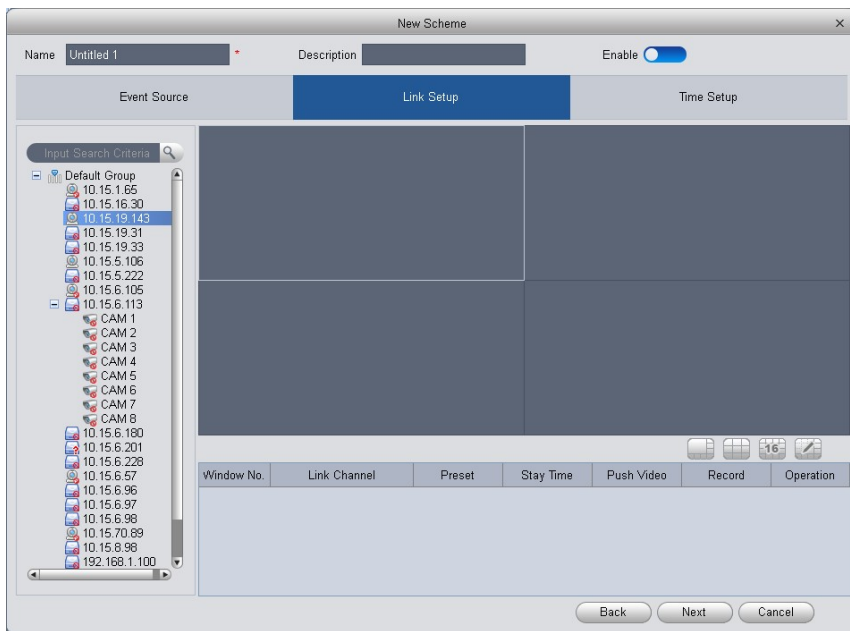 New Scheme
Name Untitled 1 * Description Enable
Event Source Link Setup Time Setup
Input Search Criteria
Default Group
10.15.1.65
10.15.16.30
10.15.19.143
10.15.19.31
10.15.19.33
10.15.5.106
10.15.5.222
10.15.6.105
10.15.6.113
CAM 1
CAM 2
CAM 3
CAM 4
CAM 5
CAM 6
CAM 7
CAM 8
10.15.6.180
10.15.6.201
10.15.6.228
10.15.6.57
10.15.6.96
10.15.6.97
10.15.6.98
10.15.70.89
10.15.8.98
192.168.1.100
16
Window No. Link Channel Preset Stay Time Push Video Record Operation
Back Next Cancel